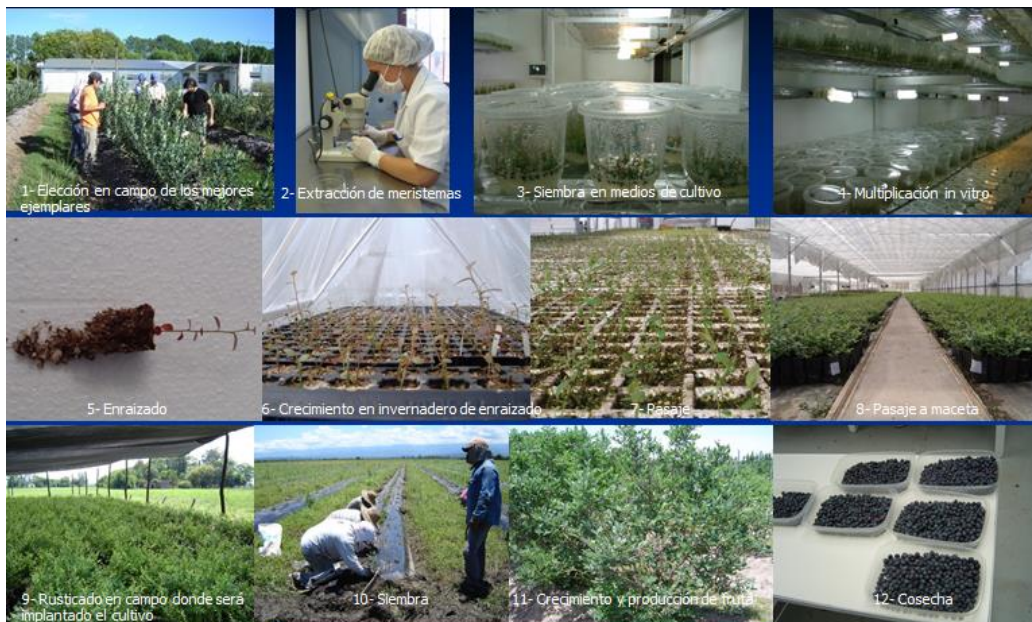 1- Elección en campo de los mejores
ejemplares
2- Extracción de meristemas
3- Siembra en medios de cultivo
4- Multiplicación in vitro
5- Enraizado
6- Crecimiento en invernadero de enraizado
7- Pasaje
8- Pasaje a maceta
9- Rusticado en campo donde será
implantado el cultivo
10- Siembra
11- Crecimiento y producción de fruta
12- Cosecha